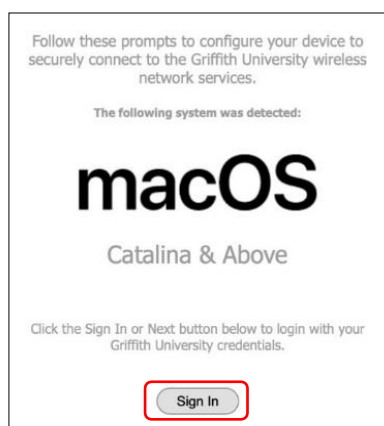 Follow these prompts to configure your device to
securely connect to the Griffith University wireless
network services.
The following system was detected:
macOS
Catalina & Above
Click the Sign In or Next button below to login with your
Griffith University credentials.
Sign In